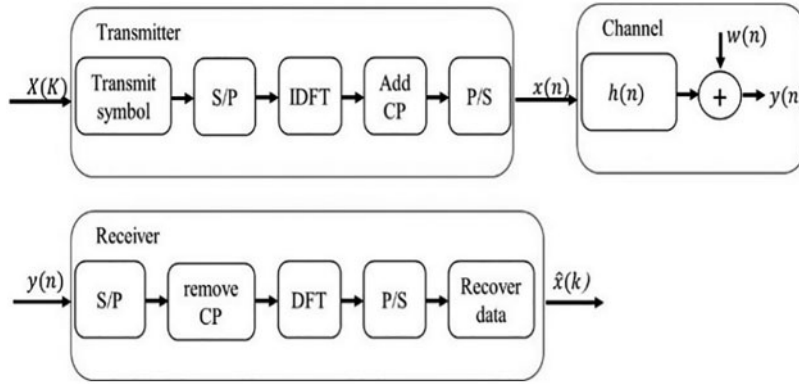 Transmitter
X(K)
Transmit
symbol
S/P
IDFT
Add
CP
P/S
x(n)
Channel
h(n)
w(n)
+
y(n
Receiver
y(n)
S/P
remove
CP
DFT
P/S
Recover
data
x̂(k)